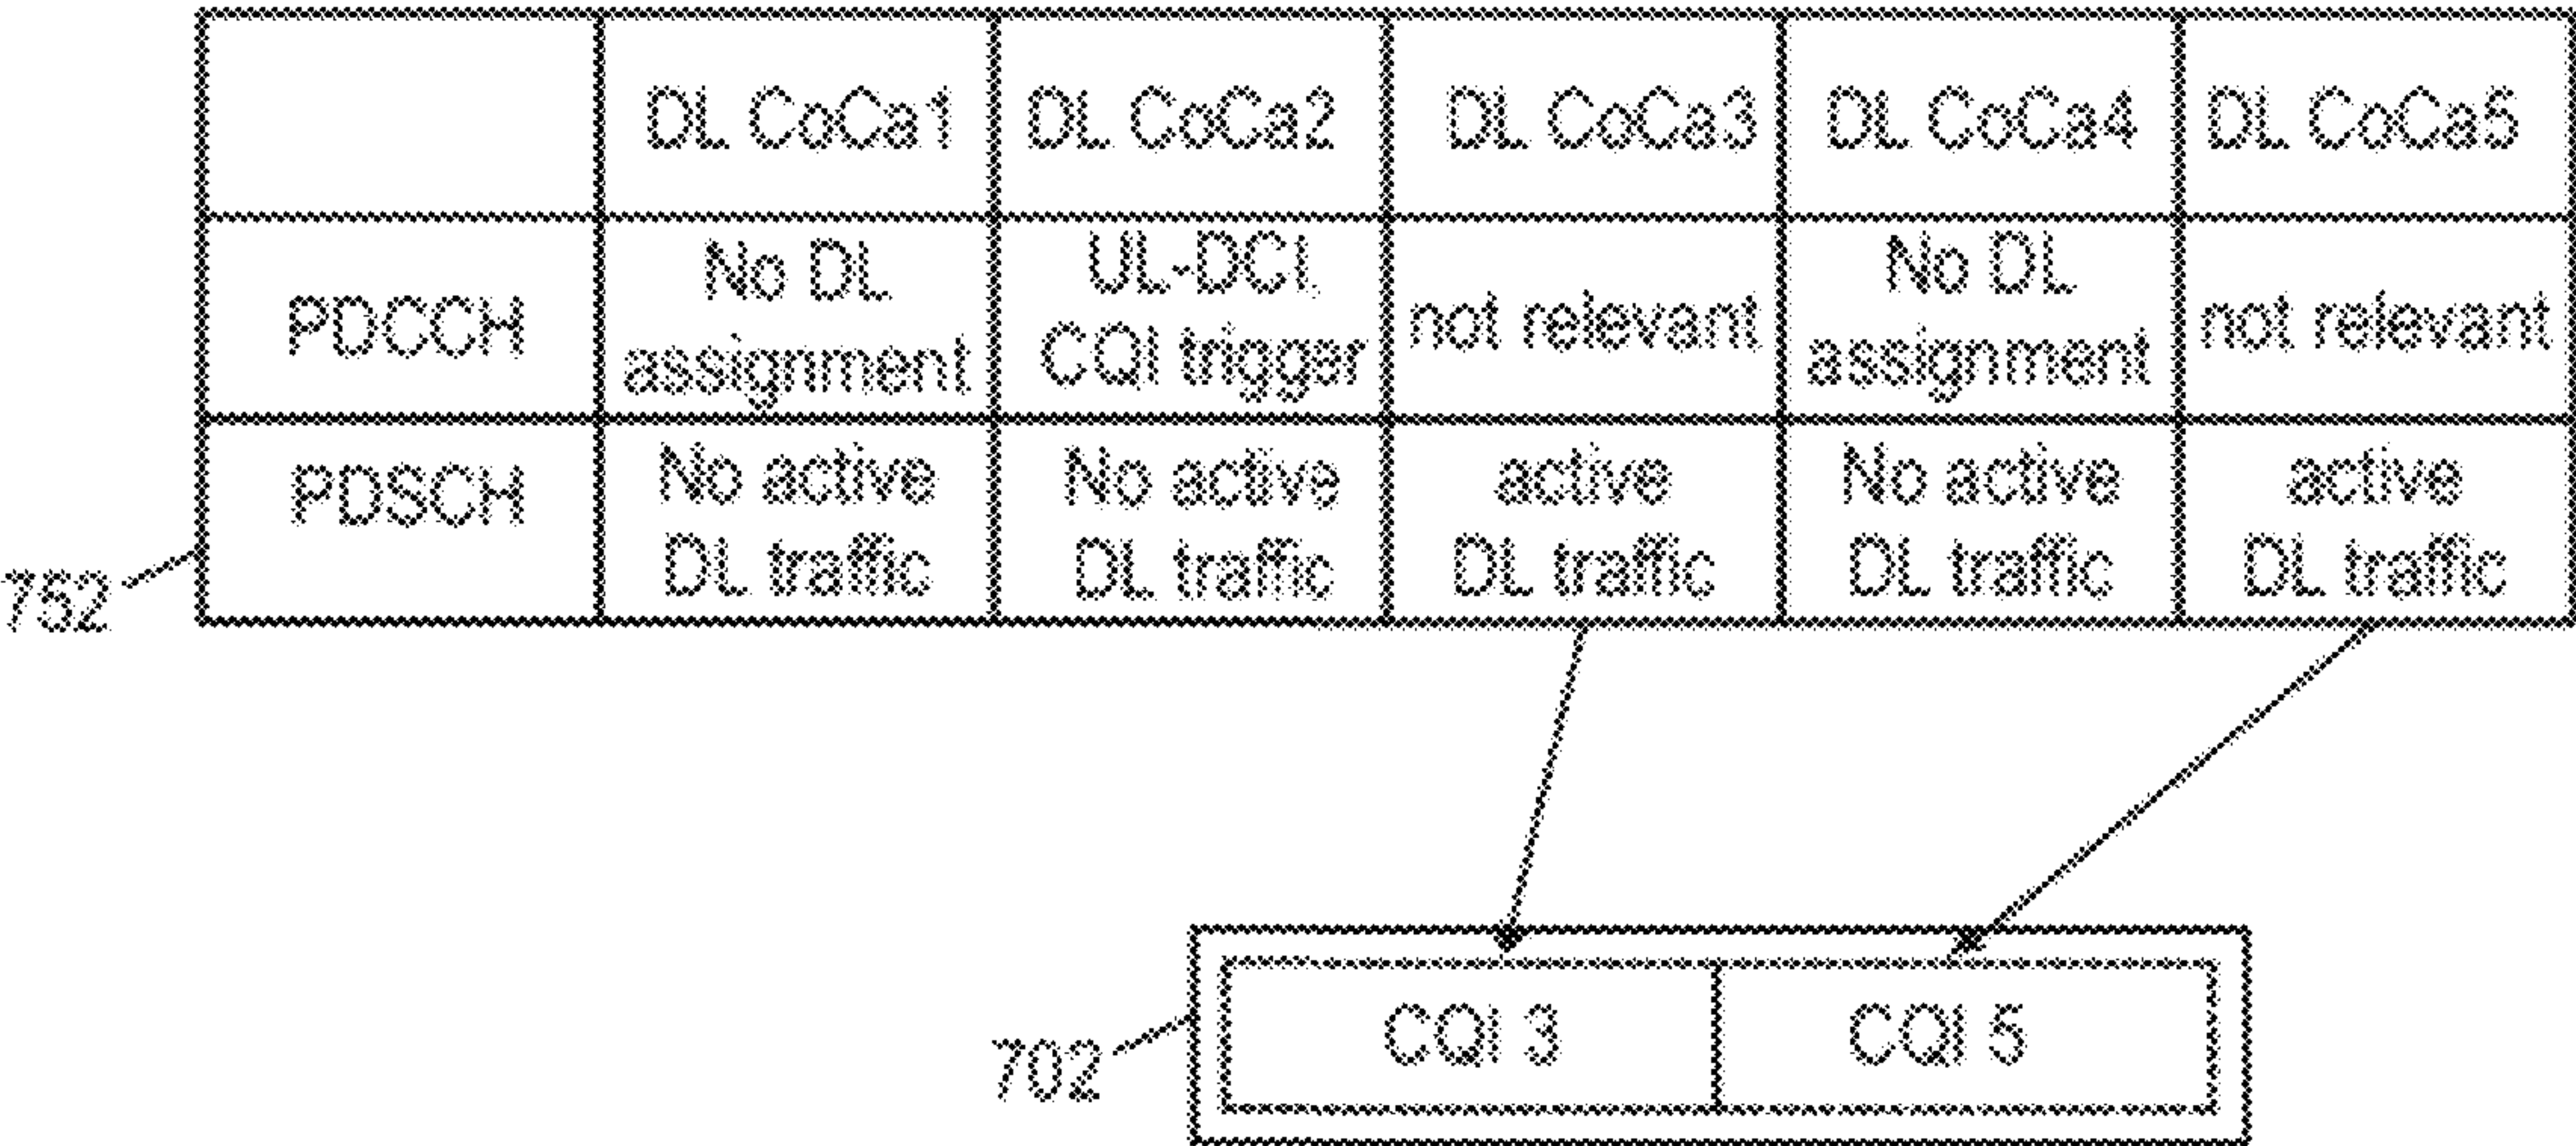 DL CoCa1 DL CoCa2 DL CoCa3 DL CoCa4 DL CoCa5
PDCCH
No DL
assignment
UL-DCI,
CQI trigger
not relevant
No DL
assignment
not relevant
PDSCH
No active
DL traffic
No active
DL traffic
active
DL traffic
No active
DL traffic
active
DL traffic
752
702
CQI 3 CQI 5